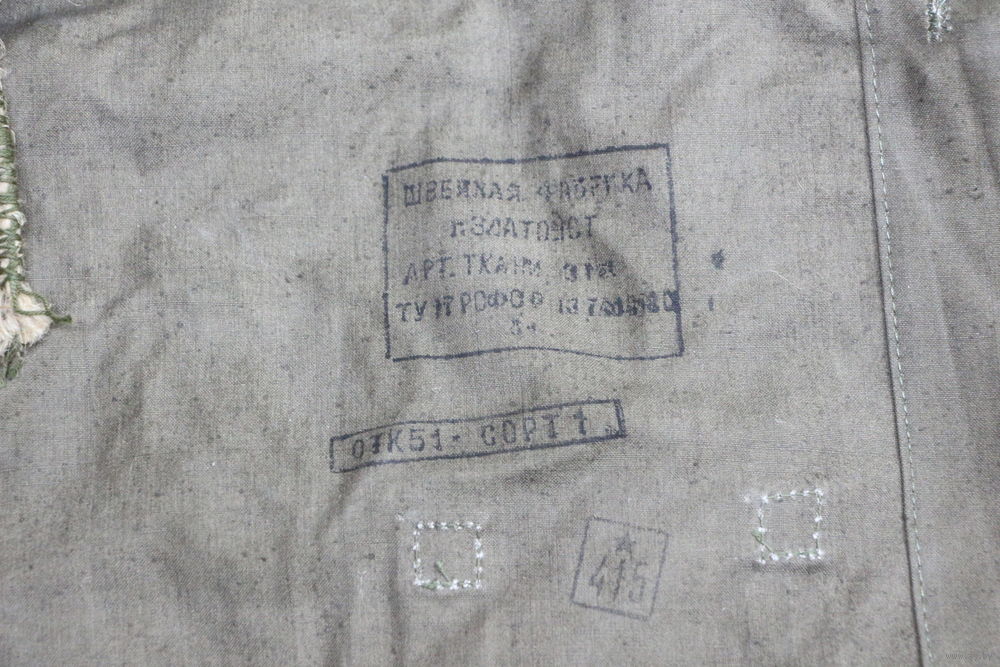 ШВЕЙНАЯ ФАБРИКА
г. ЗЛАТОУСТ
АРТ. ТКАНИ
ТУ 17 РСФСР
ОТК51. СОРТ 1
415